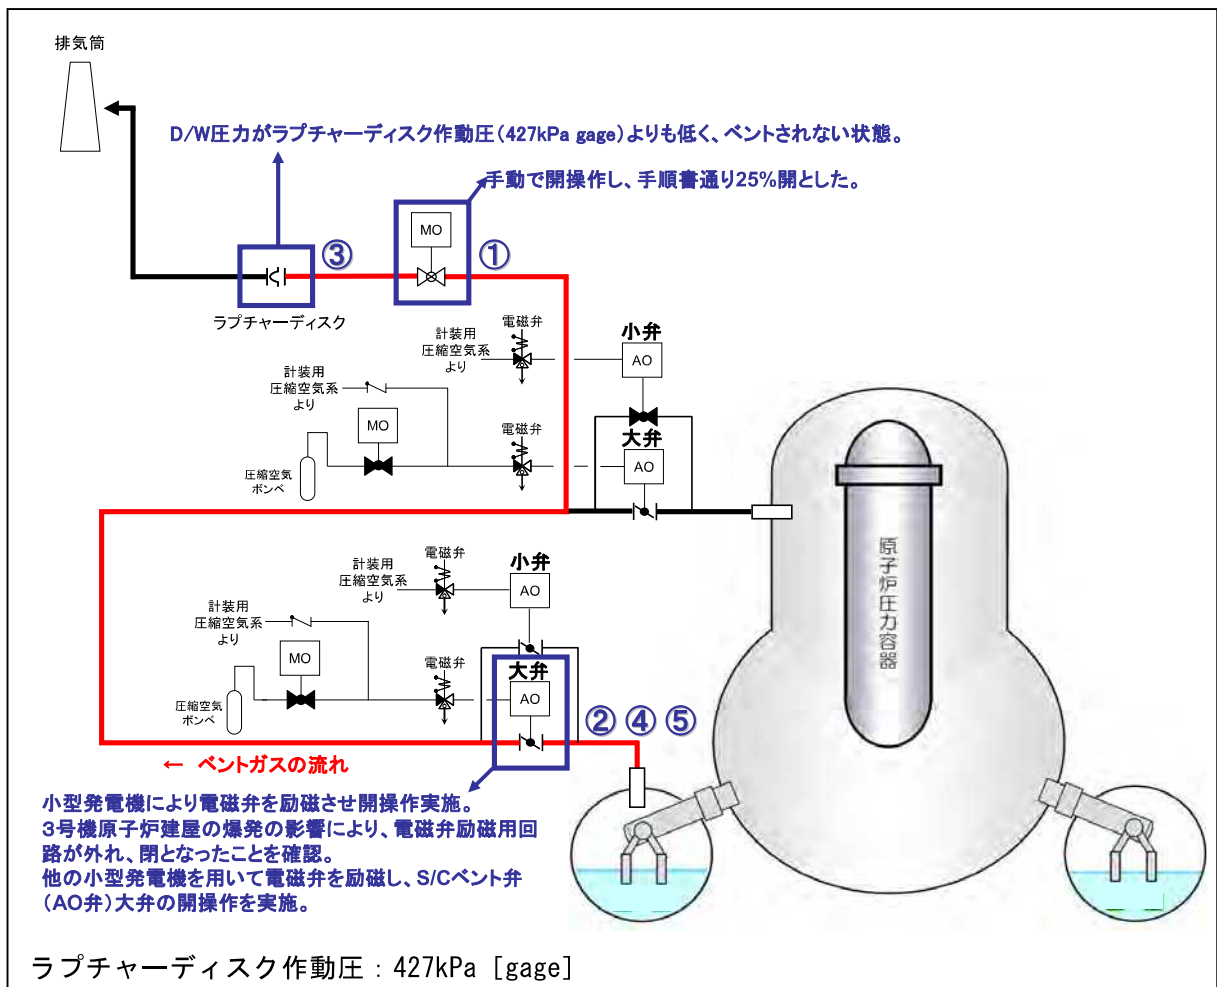 排気筒
D/W圧力がラプチャーディスク作動圧(427kPa gage)よりも低く、ベントされない状態。
手動で開操作し、手順書通り25%開とした。
MO
③
①
ラプチャーディスク
電磁弁
小弁
計装用
圧縮空気系
より
AO
計装用
圧縮空気系
より
MO
電磁弁
大弁
AO
圧縮空気
ボンベ
原子炉圧力容器
電磁弁
小弁
計装用
圧縮空気系
より
AO
計装用
圧縮空気系
より
MO
電磁弁
大弁
AO
圧縮空気
ボンベ
② ④ ⑤
← ベントガスの流れ
小型発電機により電磁弁を励磁させ開操作実施。
3号機原子炉建屋の爆発の影響により、電磁弁励磁用回
路が外れ、閉となったことを確認。
他の小型発電機を用いて電磁弁を励磁し、S/Cベント弁
(AO弁)大弁の開操作を実施。
ラプチャーディスク作動圧：427kPa [gage]